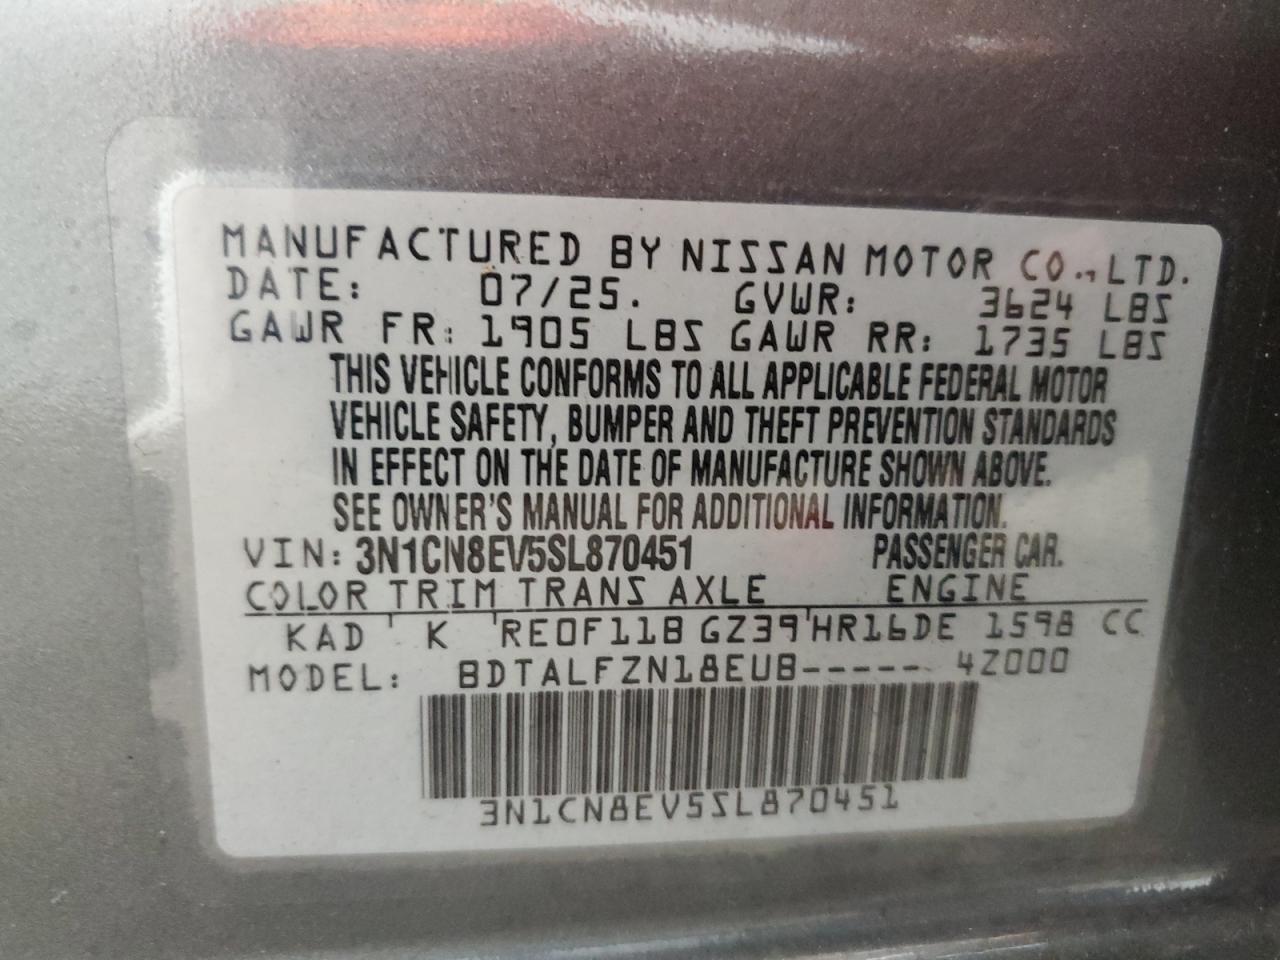 MANUFACTURED BY NISSAN MOTOR CO., LTD.
DATE: 07/25. GVWR: 3624 LBS
GAWR FR: 1905 LBS GAWR RR: 1735 LBS
THIS VEHICLE CONFORMS TO ALL APPLICABLE FEDERAL MOTOR
VEHICLE SAFETY, BUMPER AND THEFT PREVENTION STANDARDS
IN EFFECT ON THE DATE OF MANUFACTURE SHOWN ABOVE.
SEE OWNER'S MANUAL FOR ADDITIONAL INFORMATION.
VIN: 3N1CN8EV5SL870451 PASSENGER CAR.
COLOR TRIM TRANS AXLE ENGINE
KAD ' K 'RE0F11B GZ39'HR16DE 1598 CC
MODEL: BDTALFZN18EUB----- 4Z000
3N1CN8EV5SL870451